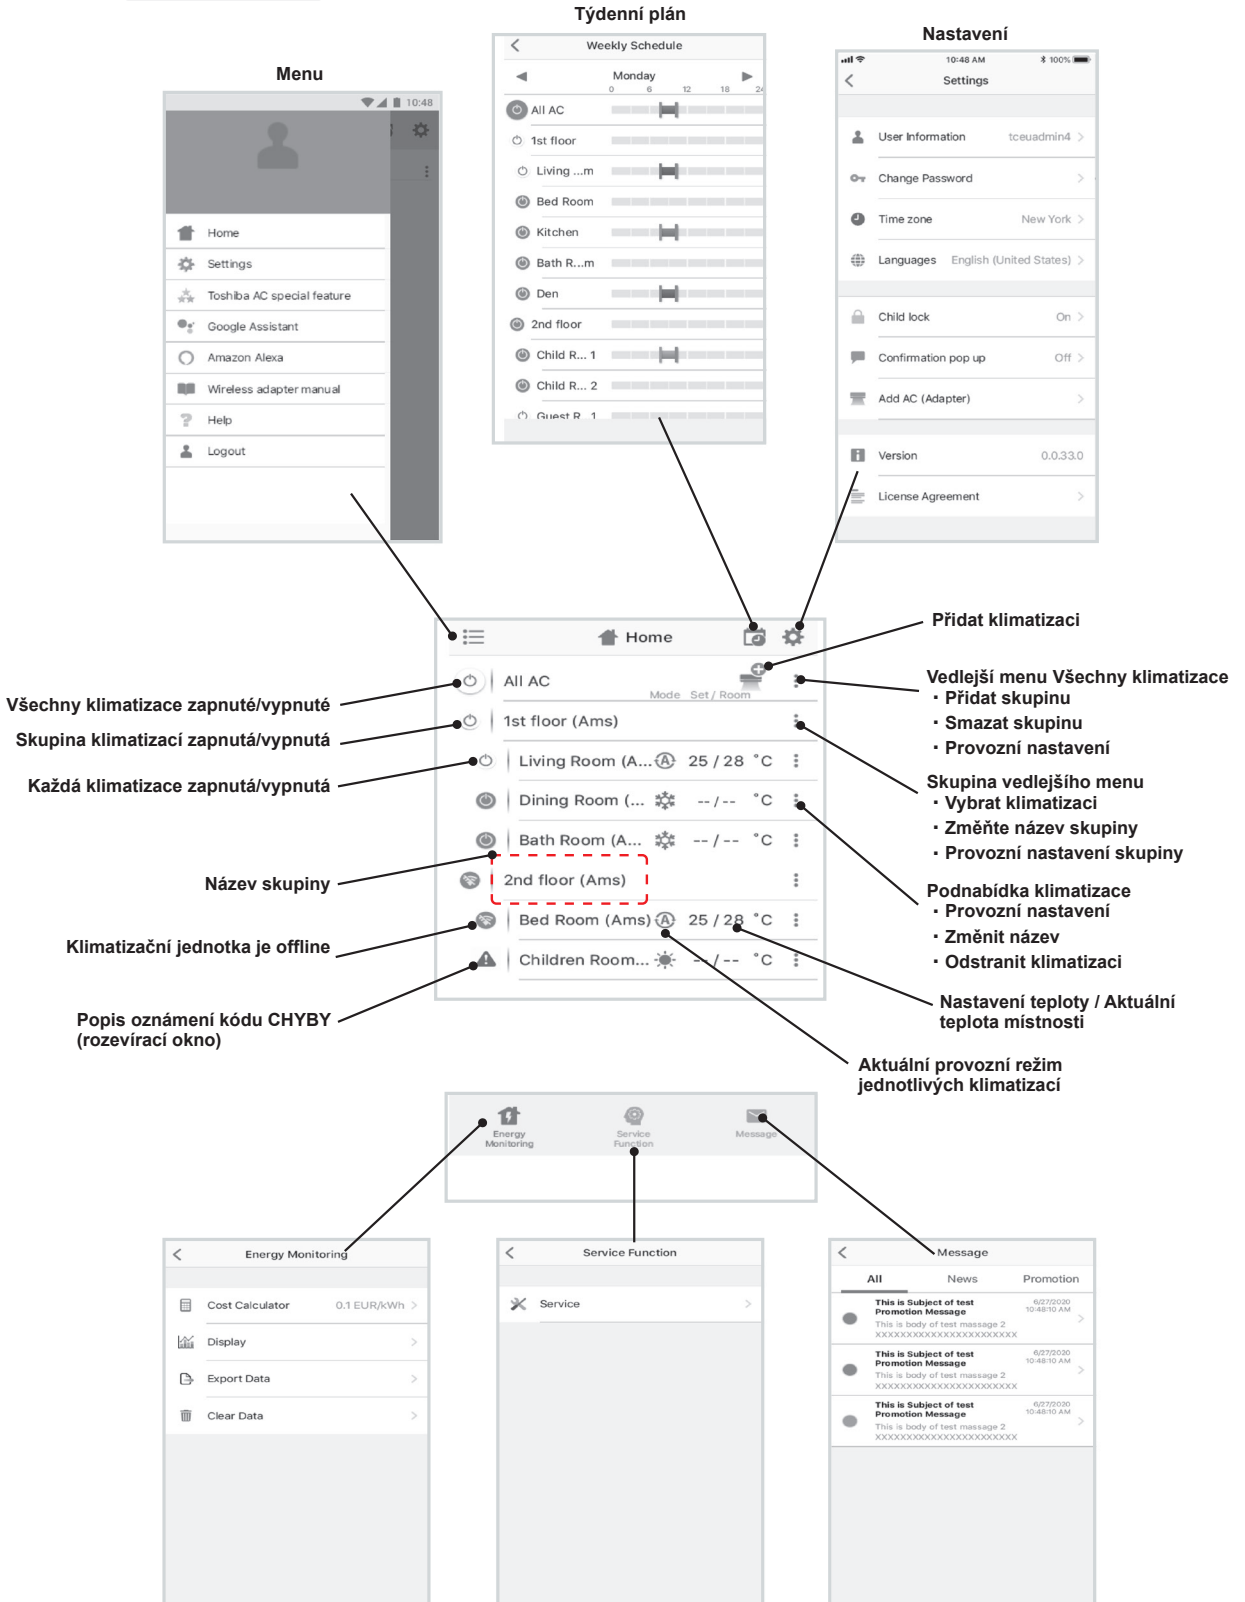 Týdenní plán
Weekly Schedule
Monday
0 6 12 18 24
All AC
1st floor
Living ...m
Bed Room
Kitchen
Bath R...m
Den
2nd floor
Child R... 1
Child R... 2
Guest R 1
Menu
10:48
Home
Settings
Toshiba AC special feature
Google Assistant
Amazon Alexa
Wireless adapter manual
Help
Logout
Nastavení
10:48 AM 100%
Settings
User Information tceuadmin4
Change Password
Time zone New York
Languages English (United States)
Child lock On
Confirmation pop up Off
Add AC (Adapter)
Version 0.0.33.0
License Agreement
Home
All AC
Mode Set / Room
1st floor (Ams)
Living Room (A... A 25 / 28 °C
Dining Room (... -- / -- °C
Bath Room (A... -- / -- °C
2nd floor (Ams)
Bed Room (Ams) A 25 / 28 °C
Children Room... -- / -- °C
Všechny klimatizace zapnuté/vypnuté
Skupina klimatizací zapnutá/vypnutá
Každá klimatizace zapnutá/vypnutá
Název skupiny
Klimatizační jednotka je offline
Popis oznámení kódu CHYBY
(rozevírací okno)
Přidat klimatizaci
Vedlejší menu Všechny klimatizace
· Přidat skupinu
· Smazat skupinu
· Provozní nastavení
Skupina vedlejšího menu
· Vybrat klimatizaci
· Změňte název skupiny
· Provozní nastavení skupiny
Podnabídka klimatizace
· Provozní nastavení
· Změnit název
· Odstranit klimatizaci
Nastavení teploty / Aktuální
teplota místnosti
Aktuální provozní režim
jednotlivých klimatizací
Energy
Monitoring
Service
Function
Message
Energy Monitoring
Cost Calculator 0.1 EUR/kWh
Display
Export Data
Clear Data
Service Function
Service
Message
All News Promotion
This is Subject of test 6/27/2020
Promotion Message 10:48:10 AM
This is body of test massage 2
XXXXXXXXXXXXXXXXXXXXXXX
This is Subject of test 6/27/2020
Promotion Message 10:48:10 AM
This is body of test massage 2
XXXXXXXXXXXXXXXXXXXXXXX
This is Subject of test 6/27/2020
Promotion Message 10:48:10 AM
This is body of test massage 2
XXXXXXXXXXXXXXXXXXXXXXX